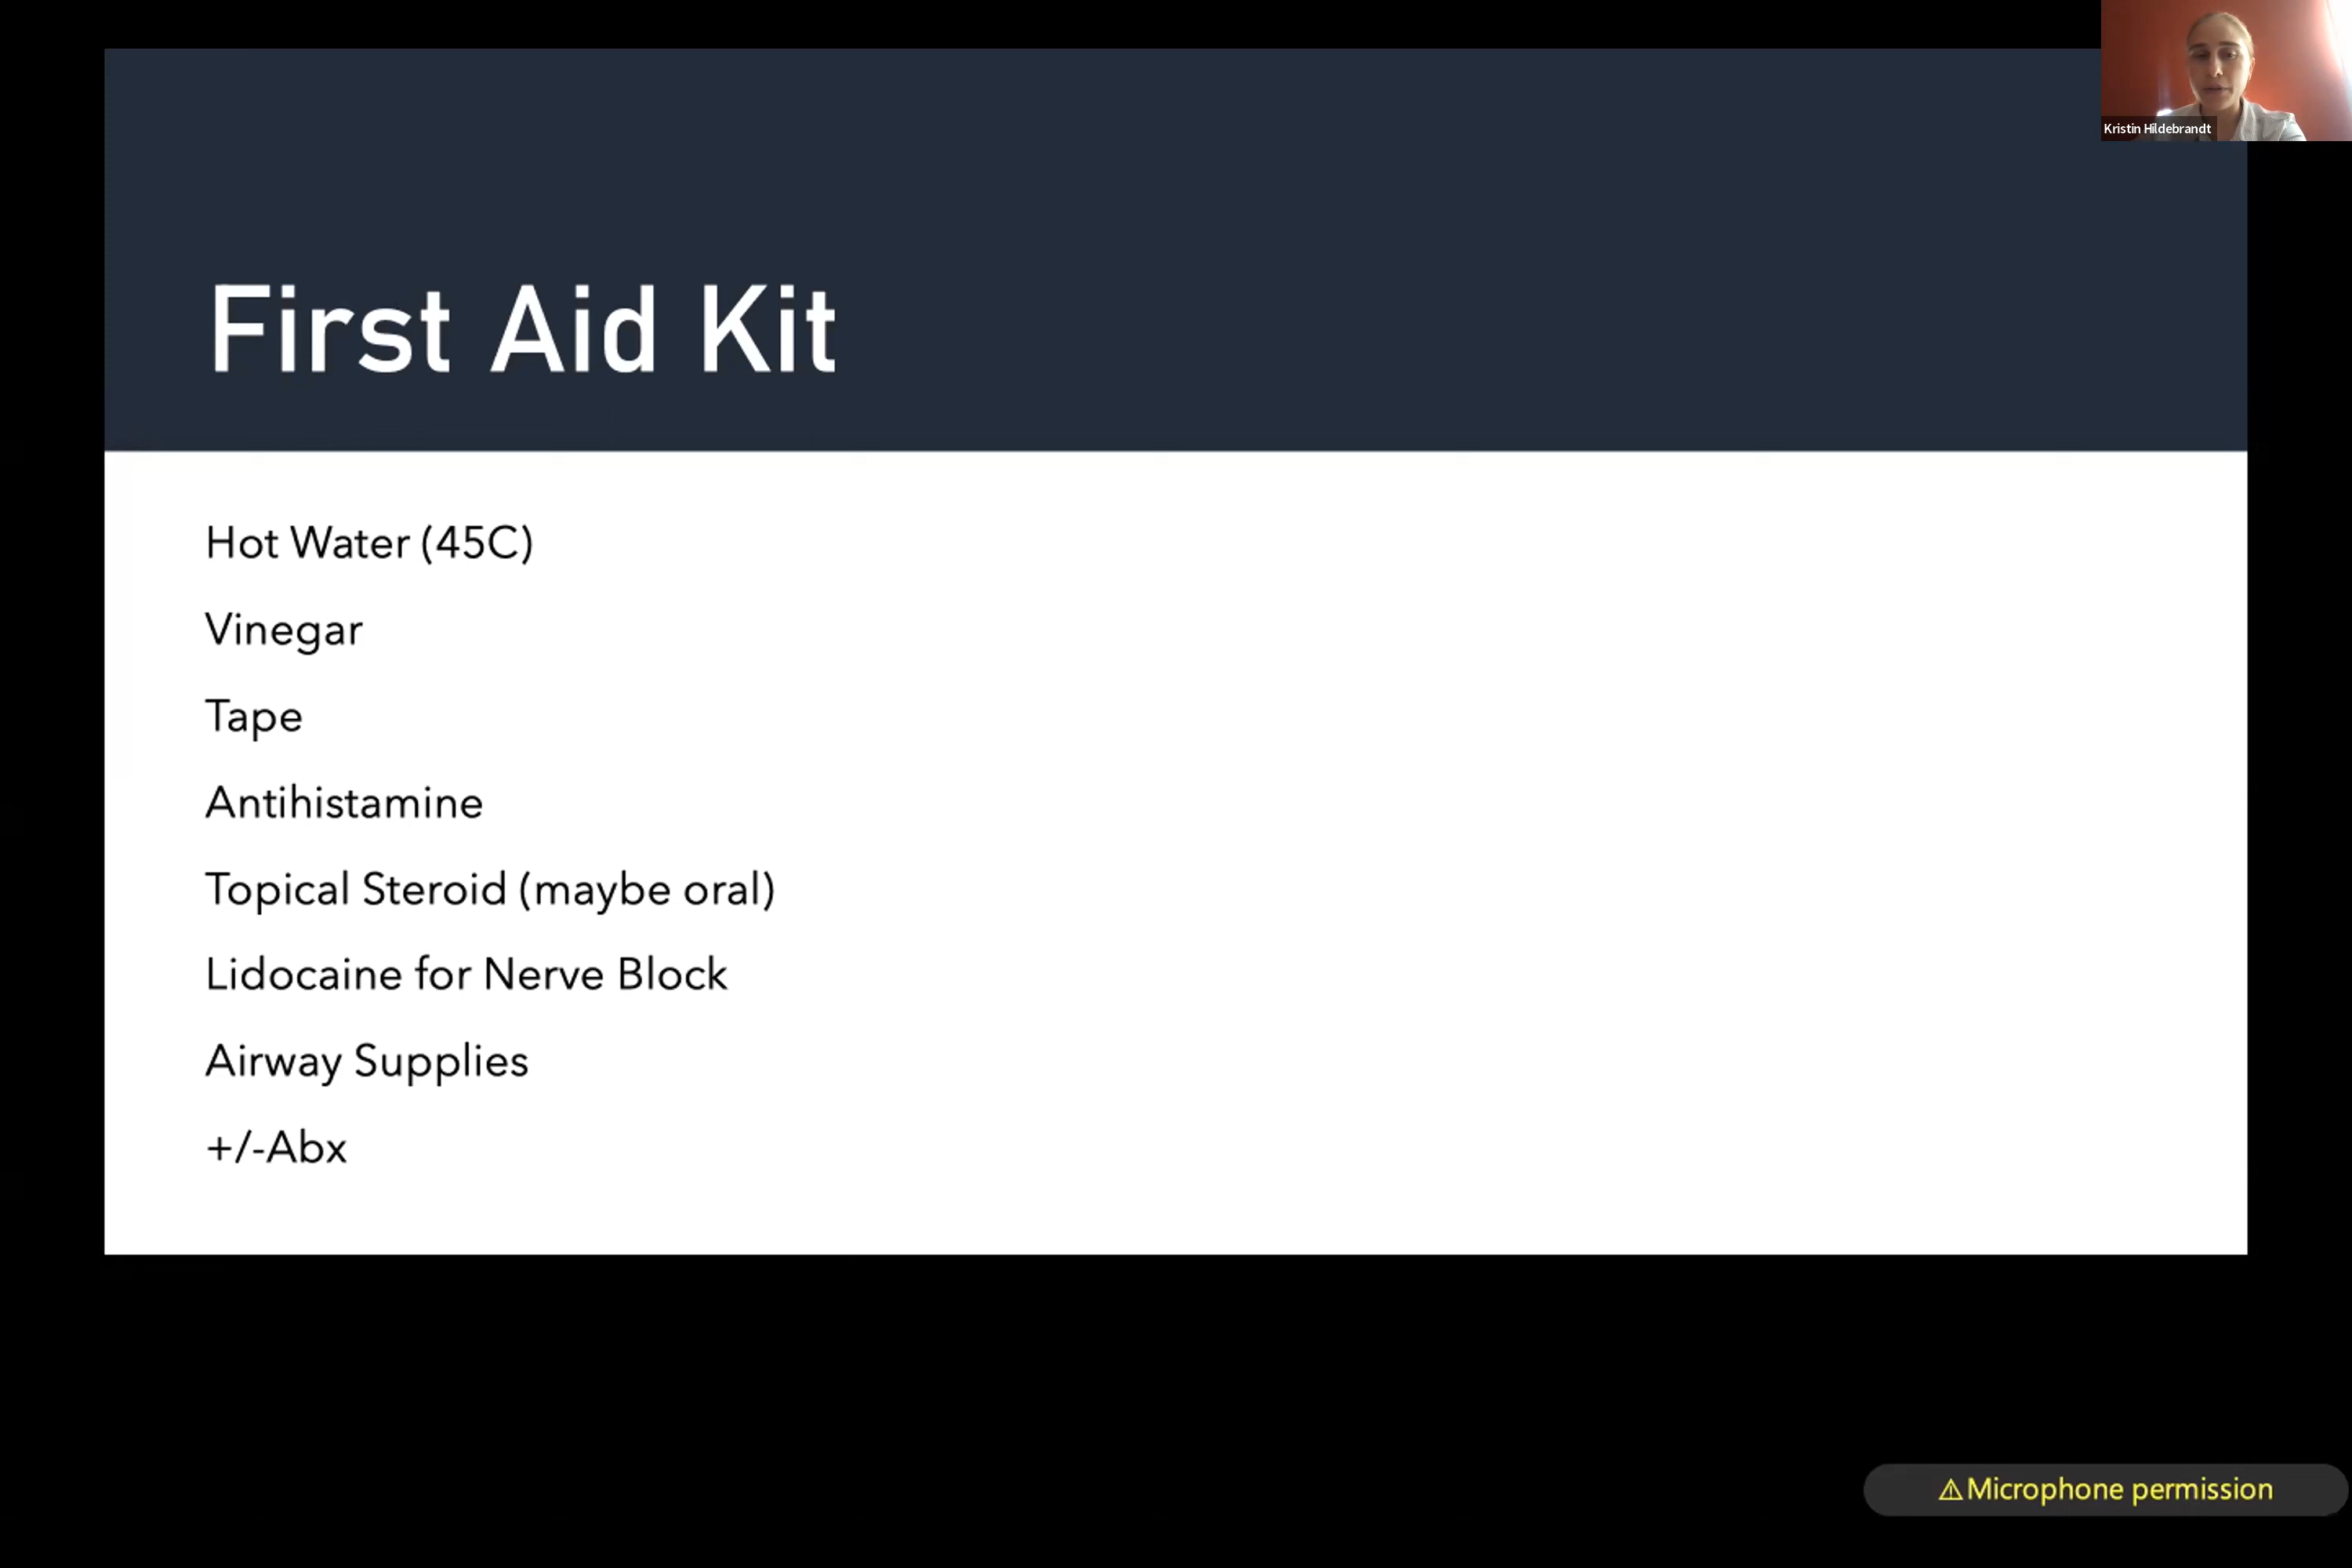 Kristin Hildebrandt
First Aid Kit
Hot Water (45C)
Vinegar
Tape
Antihistamine
Topical Steroid (maybe oral)
Lidocaine for Nerve Block
Airway Supplies
+/-Abx
⚠Microphone permission